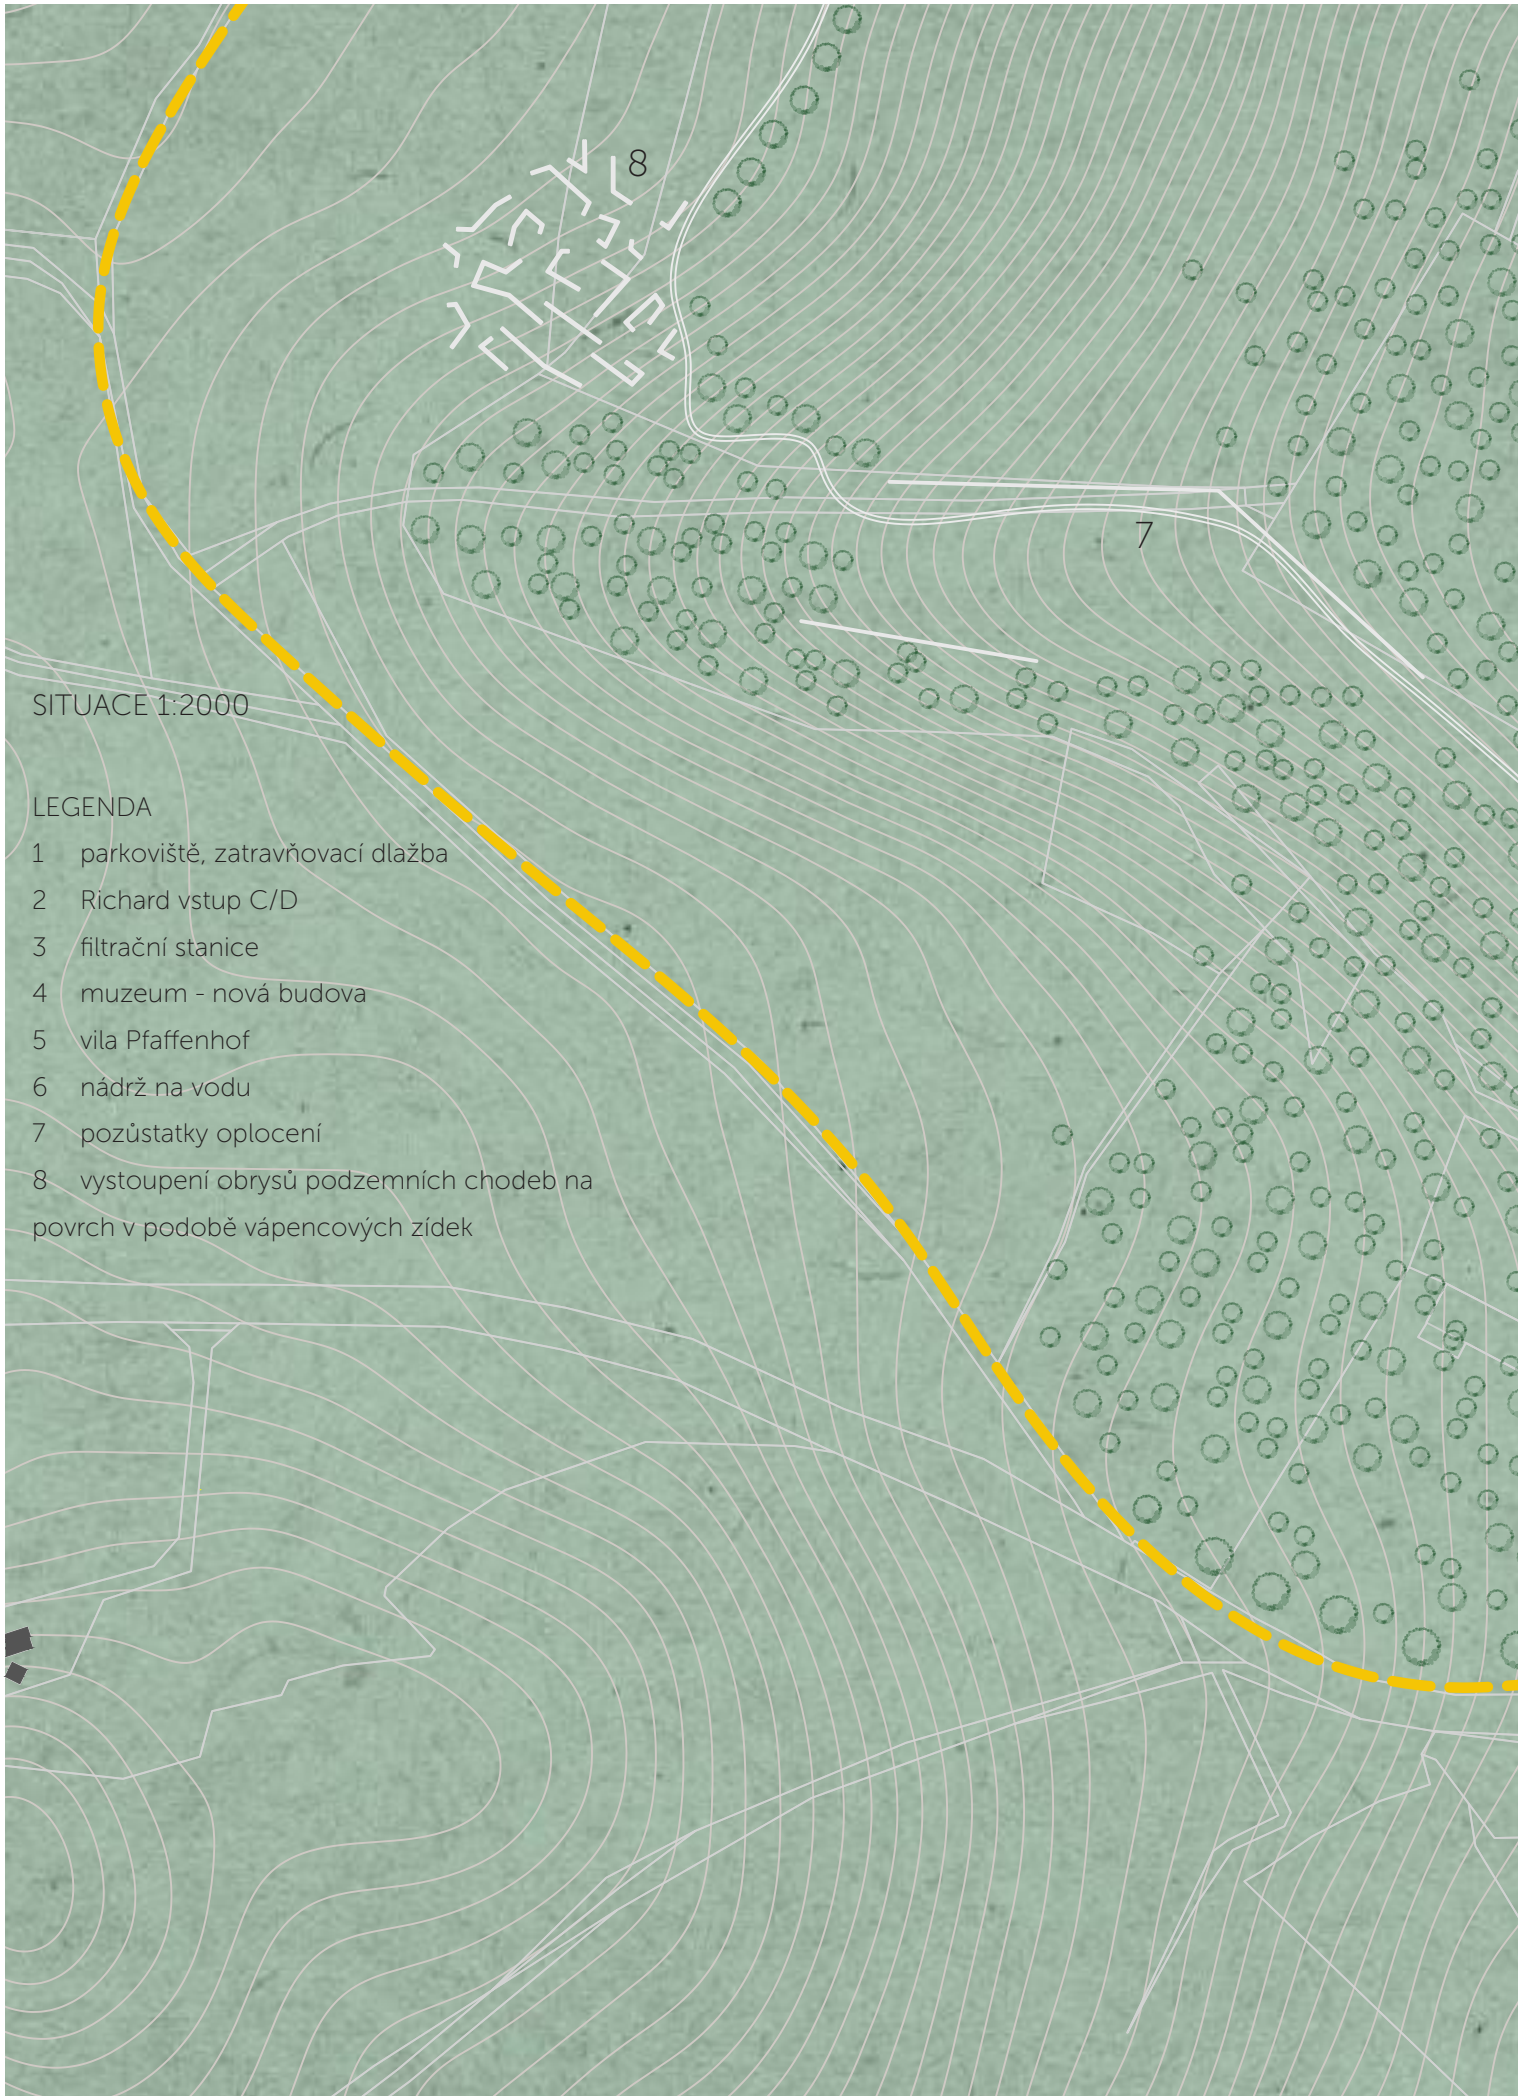 8
7
SITUACE 1:2000
LEGENDA
1 parkoviště, zatravňovací dlažba
2 Richard vstup C/D
3 filtrační stanice
4 muzeum - nová budova
5 vila Pfaffenhof
6 nádrž na vodu
7 pozůstatky oplocení
8 vystoupení obrysů podzemních chodeb na
povrch v podobě vápencových zídek